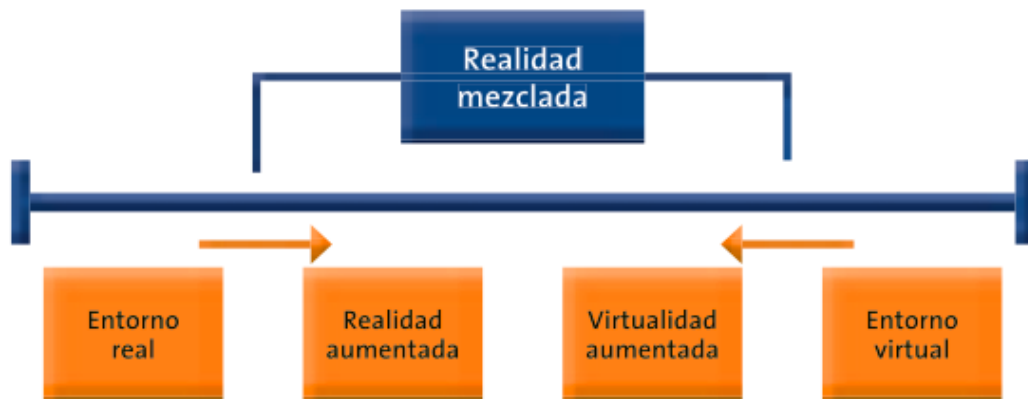 Realidad
mezclada
Entorno
real
Realidad
aumentada
Virtualidad
aumentada
Entorno
virtual